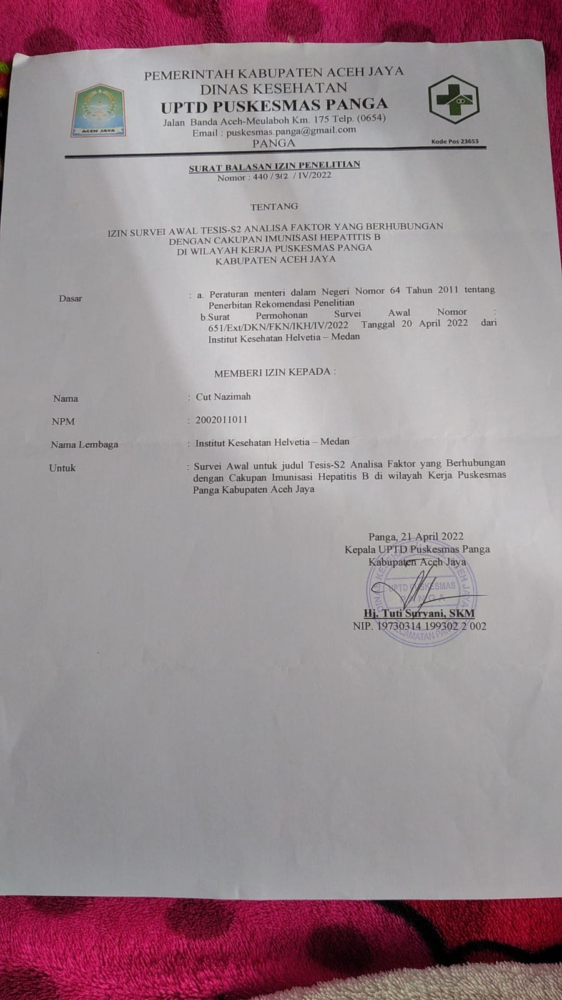 PEMERINTAH KABUPATEN ACEH JAYA
DINAS KESEHATAN
UPTD PUSKESMAS PANGA
Jalan Banda Aceh-Meulaboh Km. 175 Telp. (0654)
Email : puskesmas.panga@gmail.com
PANGA
ACEH JAYA
Kode Pos 23653
SURAT BALASAN IZIN PENELITIAN
Nomor : 440 / 312 / IV/2022
TENTANG
IZIN SURVEI AWAL TESIS-S2 ANALISA FAKTOR YANG BERHUBUNGAN
DENGAN CAKUPAN IMUNISASI HEPATITIS B
DI WILAYAH KERJA PUSKESMAS PANGA
KABUPATEN ACEH JAYA
Dasar : a. Peraturan menteri dalam Negeri Nomor 64 Tahun 2011 tentang
Penerbitan Rekomendasi Penelitian
b.Surat Permohonan Survei Awal Nomor :
651/Ext/DKN/FKN/IKH/IV/2022 Tanggal 20 April 2022 dari
Institut Kesehatan Helvetia – Medan
MEMBERI IZIN KEPADA :
Nama : Cut Nazimah
NPM : 2002011011
Nama Lembaga : Institut Kesehatan Helvetia – Medan
Untuk : Survei Awal untuk judul Tesis-S2 Analisa Faktor yang Berhubungan
dengan Cakupan Imunisasi Hepatitis B di wilayah Kerja Puskesmas
Panga Kabupaten Aceh Jaya
Panga, 21 April 2022
Kepala UPTD Puskesmas Panga
Kabupaten Aceh Jaya
UPTD PUSKESMAS
PANGA
Hj. Tuti Suryani, SKM
NIP. 19730314 199302 2 002